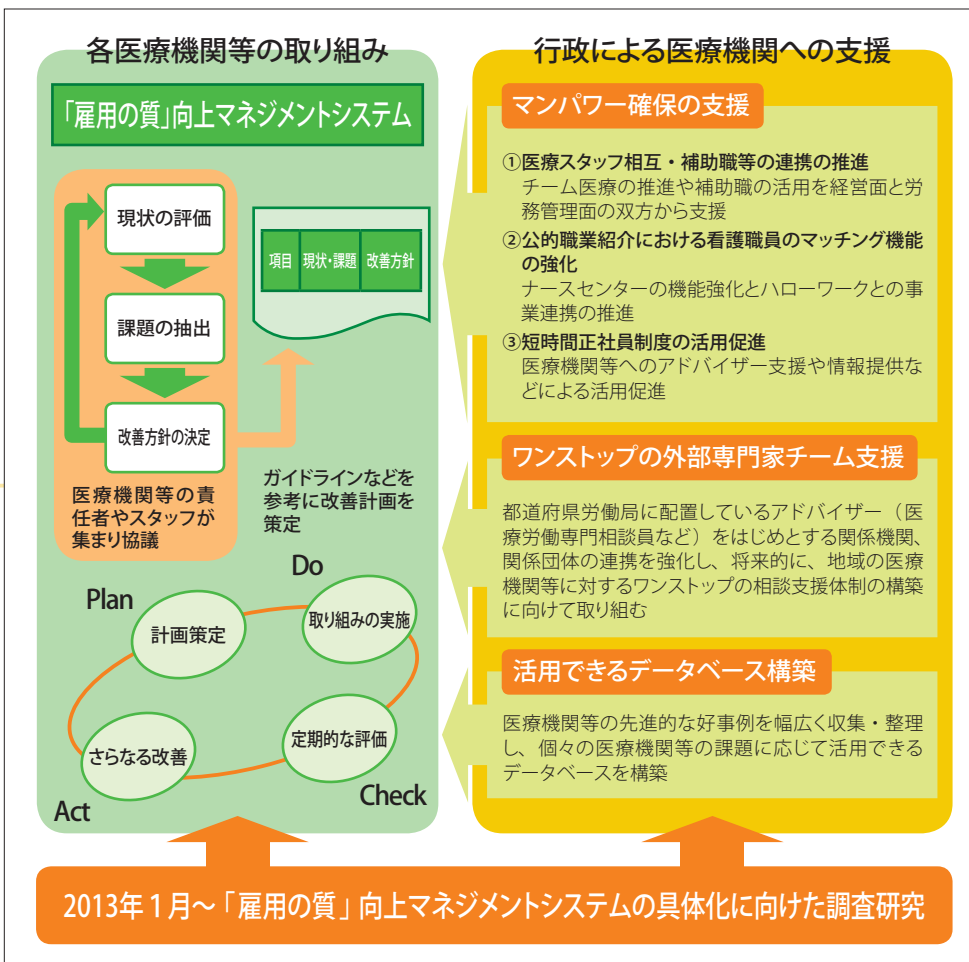 各医療機関等の取り組み
「雇用の質」向上マネジメントシステム
現状の評価
課題の抽出
改善方針の決定
医療機関等の責
任者やスタッフが
集まり協議
項目
現状・課題
改善方針
ガイドラインなどを
参考に改善計画を
策定
Plan
計画策定
Do
取り組みの実施
定期的な評価
Check
さらなる改善
Act
行政による医療機関への支援
マンパワー確保の支援
①医療スタッフ相互・補助職等の連携の推進
チーム医療の推進や補助職の活用を経営面と労
務管理面の双方から支援
②公的職業紹介における看護職員のマッチング機能
の強化
ナースセンターの機能強化とハローワークとの事
業連携の推進
③短時間正社員制度の活用促進
医療機関等へのアドバイザー支援や情報提供な
どによる活用促進
ワンストップの外部専門家チーム支援
都道府県労働局に配置しているアドバイザー（医
療労働専門相談員など）をはじめとする関係機関、
関係団体の連携を強化し、将来的に、地域の医療
機関等に対するワンストップの相談支援体制の構築
に向けて取り組む
活用できるデータベース構築
医療機関等の先進的な好事例を幅広く収集・整理
し、個々の医療機関等の課題に応じて活用できる
データベースを構築
2013年１月～「雇用の質」向上マネジメントシステムの具体化に向けた調査研究